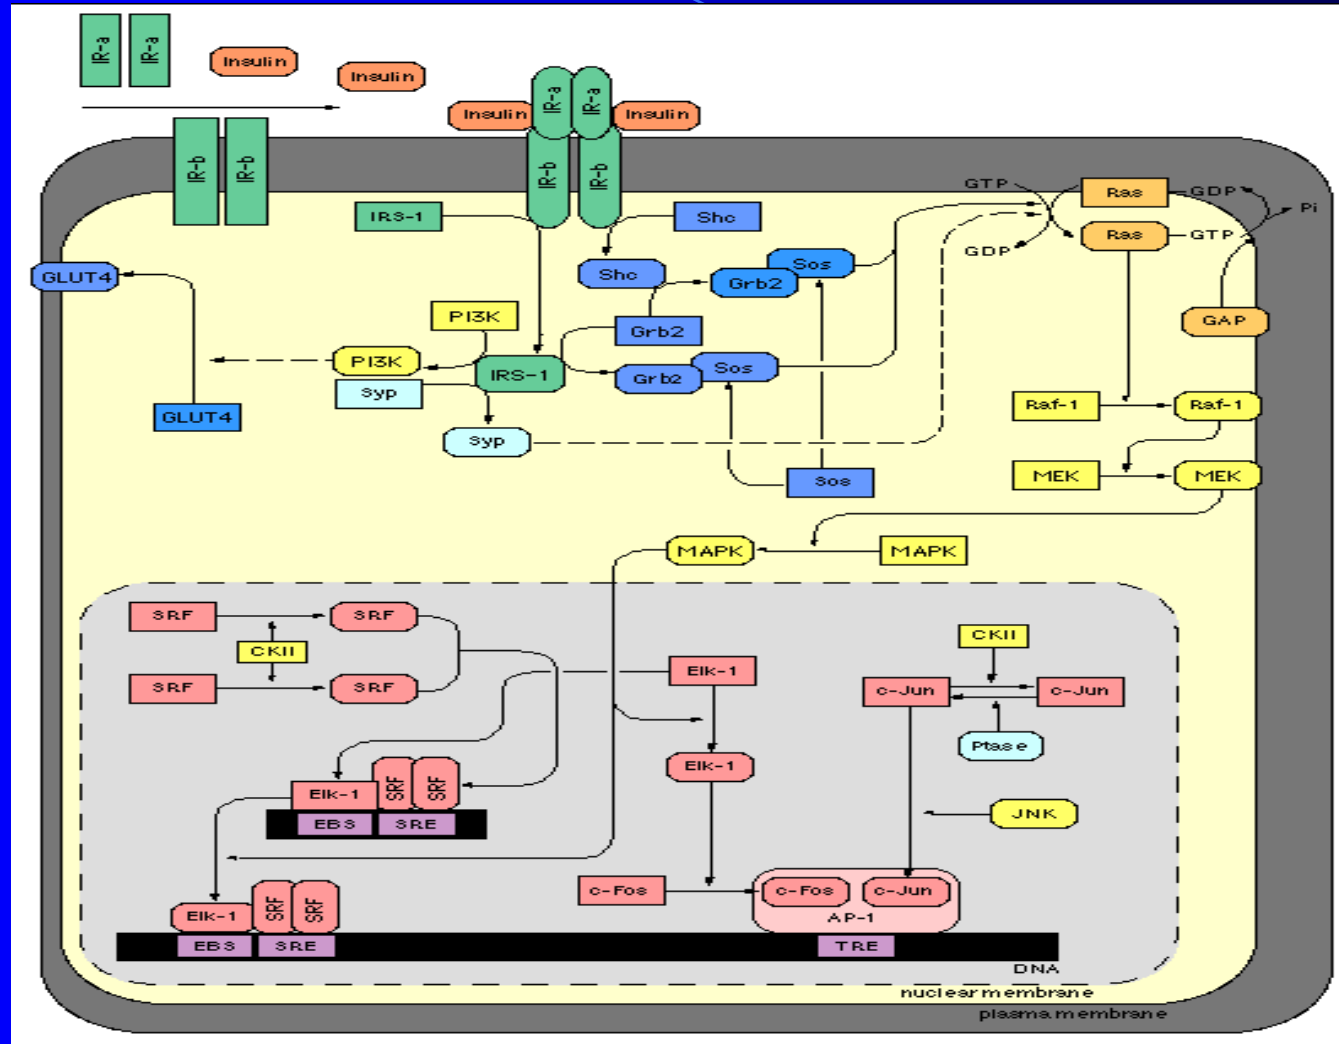 IR-a
IR-a
Insulin
Insulin
IR-a
IR-a
Insulin
Insulin
IR-b
IR-b
IR-b
IR-b
GTP
Ras
GDP
Pi
IRS-1
Shc
Ras
GTP
GDP
GLUT4
Shc
Sos
Grb2
PI3K
Grb2
GAP
PI3K
IRS-1
Grb2
Sos
Syp
GLUT4
Raf-1
Raf-1
Syp
Sos
MEK
MEK
MAPK
MAPK
SRF
SRF
CKII
CKII
SRF
SRF
Elk-1
c-Jun
c-Jun
Ptase
Elk-1
Elk-1
SRF
SRF
EBS
SRE
JNK
c-Fos
c-Fos
c-Jun
AP-1
Elk-1
SRF
SRF
EBS
SRE
TRE
DNA
nuclear membrane
plasma membrane